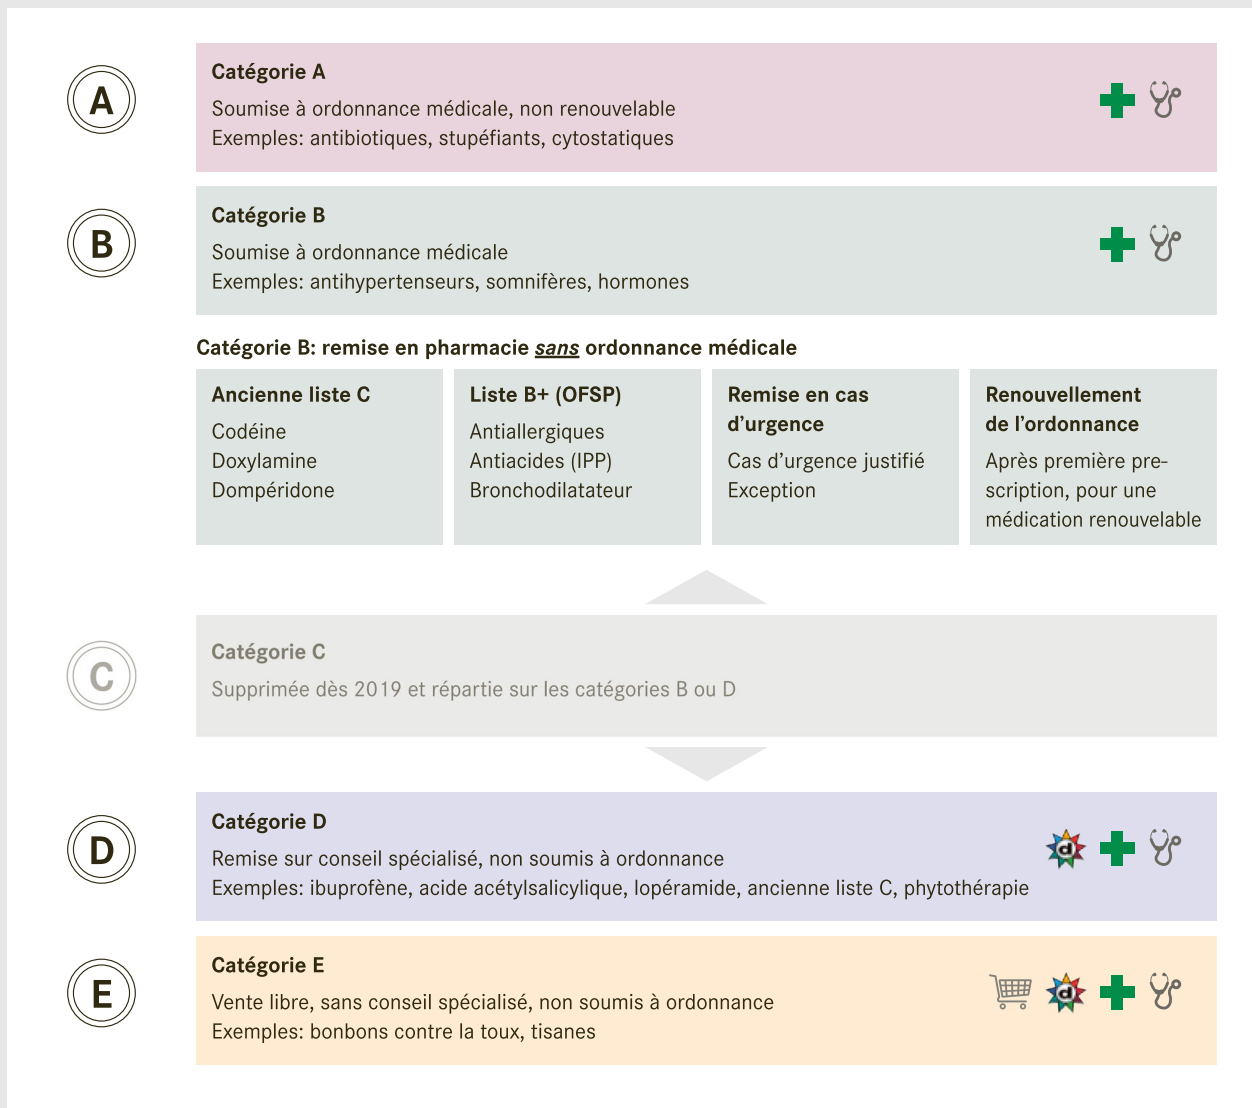 A
Catégorie A
Soumise à ordonnance médicale, non renouvelable
Exemples: antibiotiques, stupéfiants, cytostatiques
B
Catégorie B
Soumise à ordonnance médicale
Exemples: antihypertenseurs, somnifères, hormones
Catégorie B: remise en pharmacie sans ordonnance médicale
Ancienne liste C
Codéine
Doxylamine
Dompéridone
Liste B+ (OFSP)
Antiallergiques
Antiacides (IPP)
Bronchodilatateur
Remise en cas
d’urgence
Cas d’urgence justifié
Exception
Renouvellement
de l’ordonnance
Après première pre-
scription, pour une
médication renouvelable
C
Catégorie C
Supprimée dès 2019 et répartie sur les catégories B ou D
D
Catégorie D
Remise sur conseil spécialisé, non soumis à ordonnance
Exemples: ibuprofène, acide acétylsalicylique, lopéramide, ancienne liste C, phytothérapie
d
E
Catégorie E
Vente libre, sans conseil spécialisé, non soumis à ordonnance
Exemples: bonbons contre la toux, tisanes
d